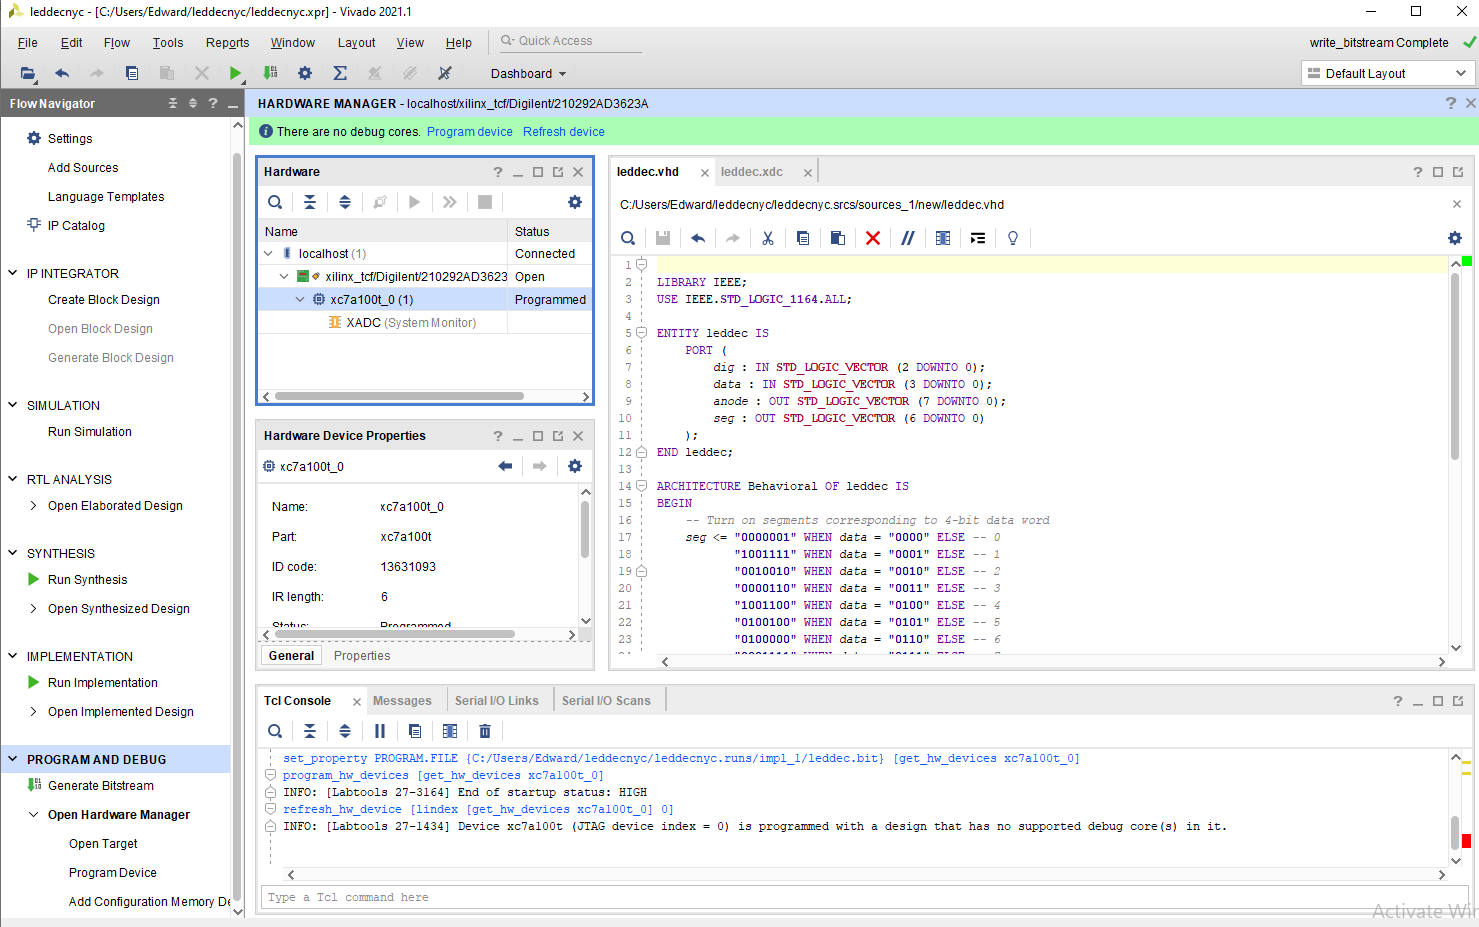 leddecnyc - [C:/Users/Edward/leddecnyc/leddecnyc.xpr] - Vivado 2021.1
File Edit Flow Tools Reports Window Layout View Help Quick Access
write_bitstream Complete
Dashboard
Default Layout
Flow Navigator
Settings
Add Sources
Language Templates
IP Catalog
IP INTEGRATOR
Create Block Design
Open Block Design
Generate Block Design
SIMULATION
Run Simulation
RTL ANALYSIS
Open Elaborated Design
SYNTHESIS
Run Synthesis
Open Synthesized Design
IMPLEMENTATION
Run Implementation
Open Implemented Design
PROGRAM AND DEBUG
Generate Bitstream
Open Hardware Manager
Open Target
Program Device
Add Configuration Memory De
HARDWARE MANAGER - localhost/xilinx_tcf/Digilent/210292AD3623A
There are no debug cores. Program device Refresh device
Hardware
Name Status
localhost (1) Connected
xilinx_tcf/Digilent/210292AD3623 Open
xc7a100t_0 (1) Programmed
XADC (System Monitor)
Hardware Device Properties
xc7a100t_0
Name: xc7a100t_0
Part: xc7a100t
ID code: 13631093
IR length: 6
Status: Programmed
General Properties
leddec.vhd leddec.xdc
C:/Users/Edward/leddecnyc/leddecnyc.srcs/sources_1/new/leddec.vhd
1
2 LIBRARY IEEE;
3 USE IEEE.STD_LOGIC_1164.ALL;
4
5 ENTITY leddec IS
6 PORT (
7 dig : IN STD_LOGIC_VECTOR (2 DOWNTO 0);
8 data : IN STD_LOGIC_VECTOR (3 DOWNTO 0);
9 anode : OUT STD_LOGIC_VECTOR (7 DOWNTO 0);
10 seg : OUT STD_LOGIC_VECTOR (6 DOWNTO 0)
11 );
12 END leddec;
13
14 ARCHITECTURE Behavioral OF leddec IS
15 BEGIN
16 -- Turn on segments corresponding to 4-bit data word
17 seg <= "0000001" WHEN data = "0000" ELSE -- 0
18 "1001111" WHEN data = "0001" ELSE -- 1
19 "0010010" WHEN data = "0010" ELSE -- 2
20 "0000110" WHEN data = "0011" ELSE -- 3
21 "1001100" WHEN data = "0100" ELSE -- 4
22 "0100100" WHEN data = "0101" ELSE -- 5
23 "0100000" WHEN data = "0110" ELSE -- 6
Tcl Console Messages Serial I/O Links Serial I/O Scans
set_property PROGRAM.FILE {C:/Users/Edward/leddecnyc/leddecnyc.runs/impl_1/leddec.bit} [get_hw_devices xc7a100t_0]
program_hw_devices [get_hw_devices xc7a100t_0]
INFO: [Labtools 27-3164] End of startup status: HIGH
refresh_hw_device [lindex [get_hw_devices xc7a100t_0] 0]
INFO: [Labtools 27-1434] Device xc7a100t (JTAG device index = 0) is programmed with a design that has no supported debug core(s) in it.
Type a Tcl command here
Activate Wi